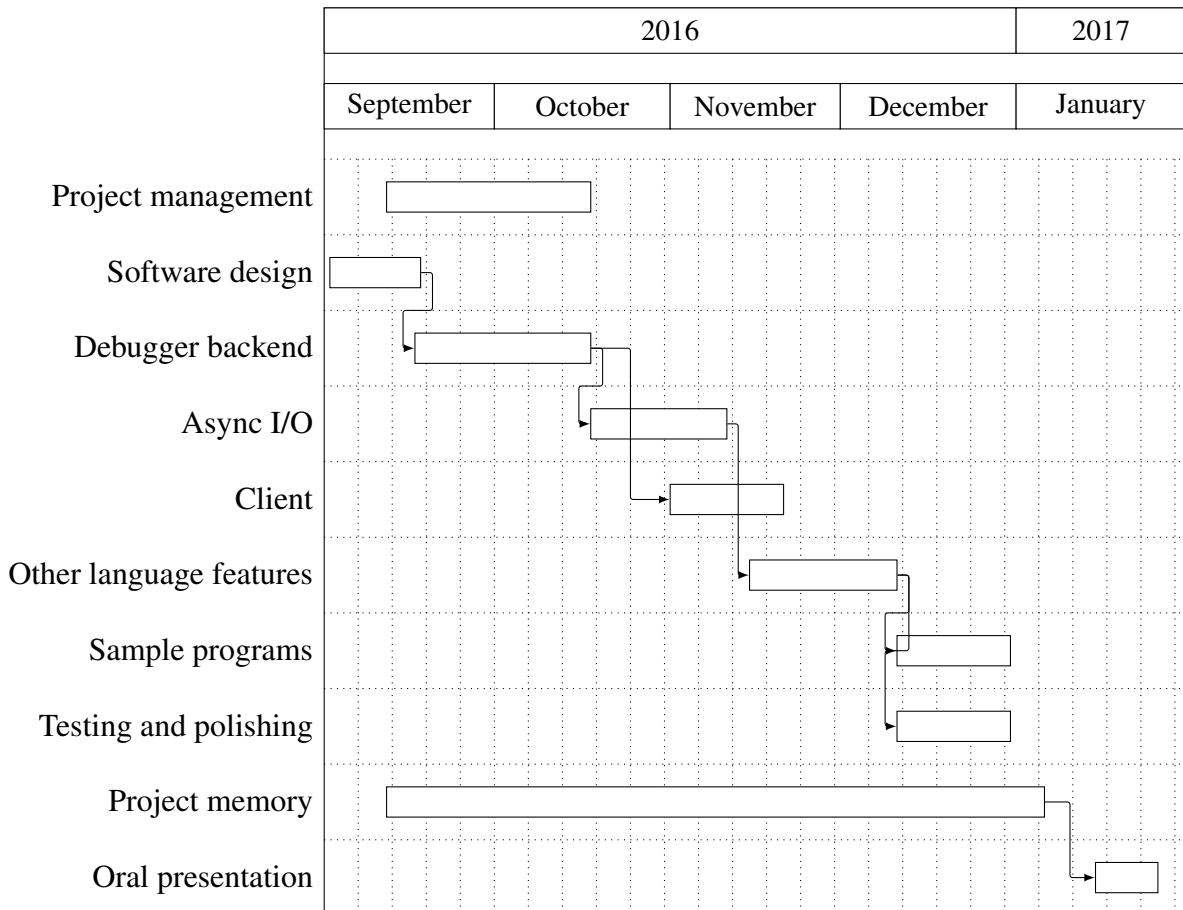 2016 2017
September October November December January
Project management
Software design
Debugger backend
Async I/O
Client
Other language features
Sample programs
Testing and polishing
Project memory
Oral presentation